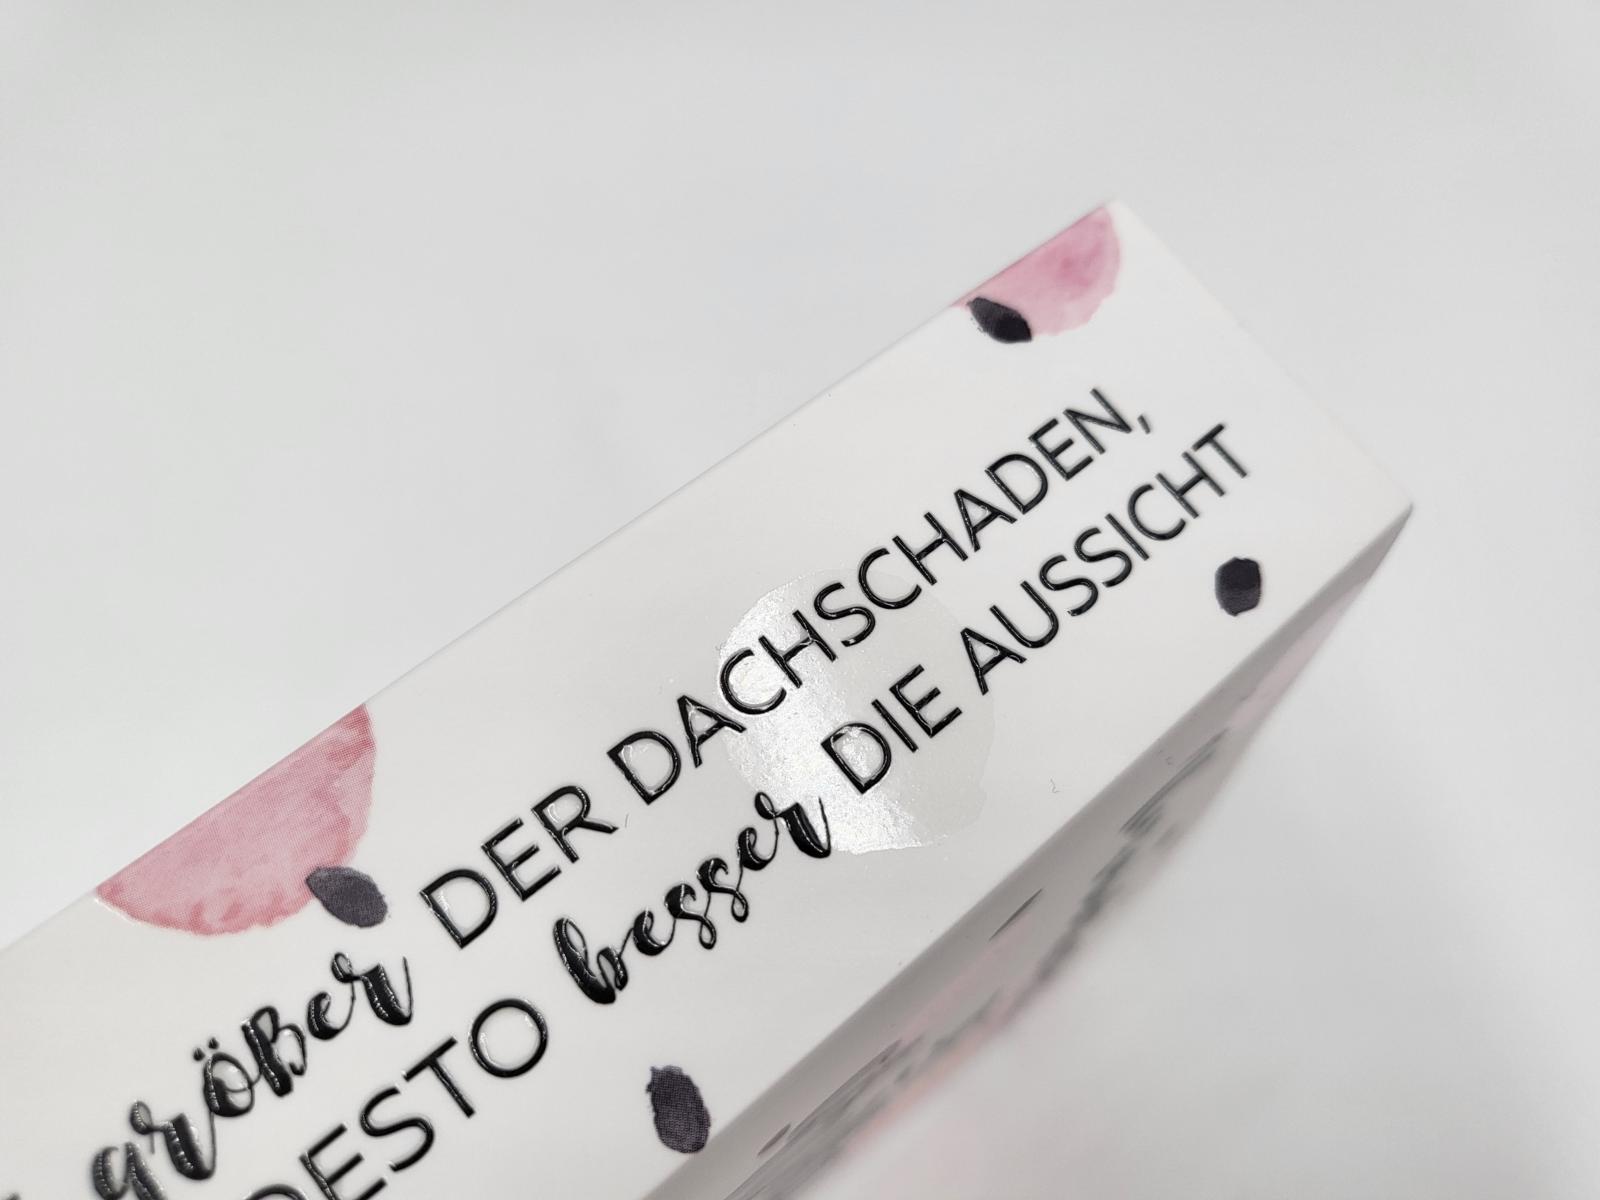 größer DER DACHSCHADEN,
DESTO besser DIE AUSSICHT